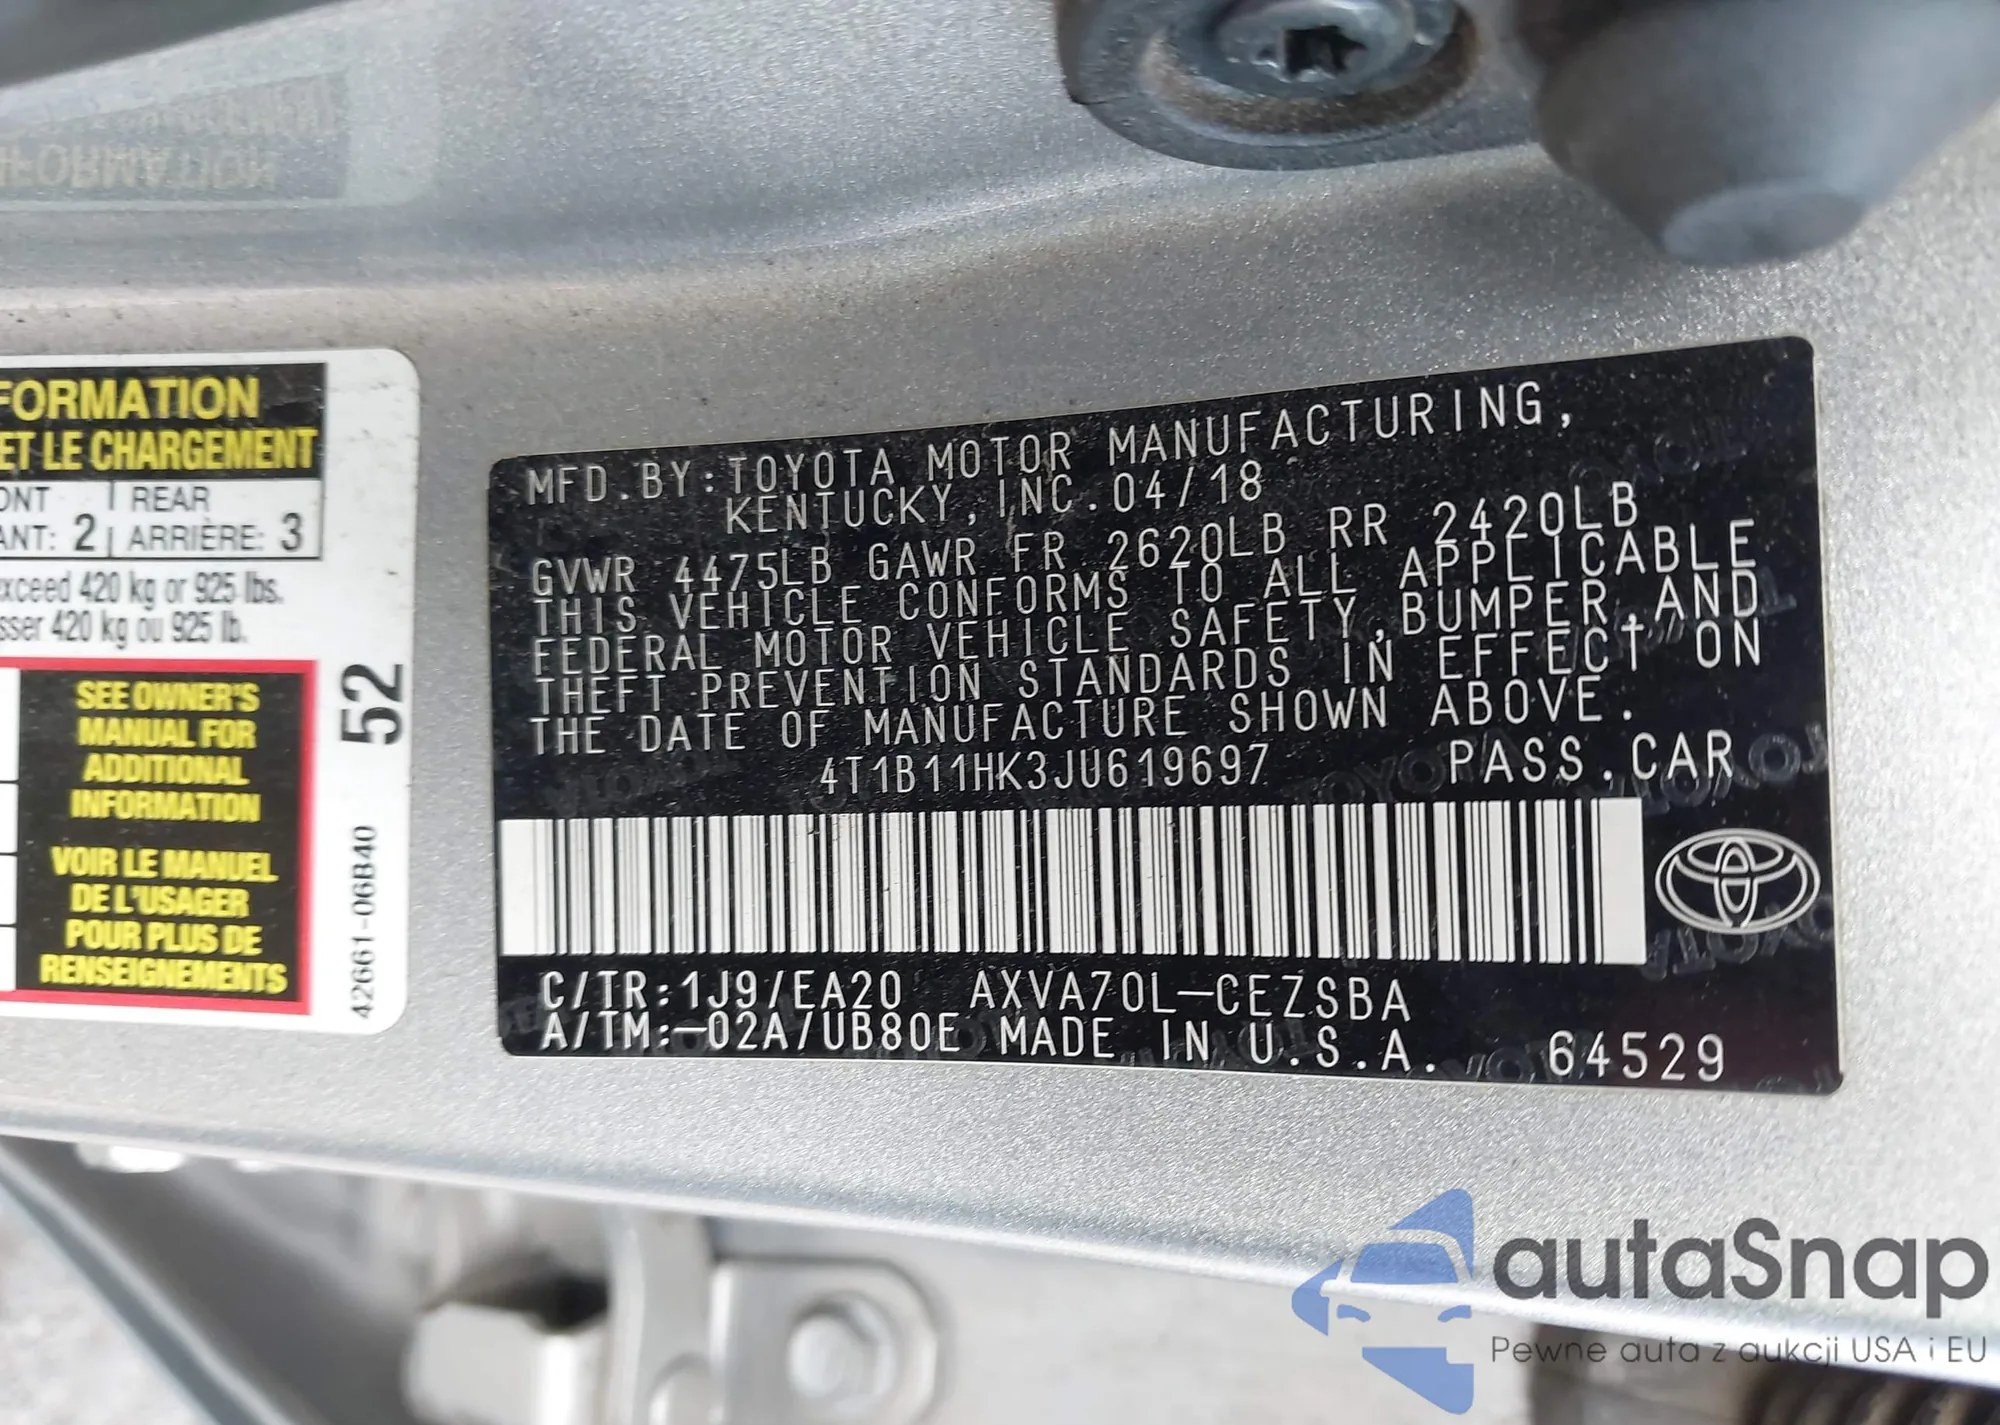 FORMATION
ET LE CHARGEMENT
ONT REAR
ANT: 2 ARRIÈRE: 3
xceed 420 kg or 925 lbs.
sser 420 kg ou 925 lb.
SEE OWNER'S
MANUAL FOR
ADDITIONAL
INFORMATION
VOIR LE MANUEL
DE L'USAGER
POUR PLUS DE
RENSEIGNEMENTS
52
42661-06B40
MFD.BY:TOYOTA MOTOR MANUFACTURING,
KENTUCKY,INC.04/18
GVWR 4475LB GAWR FR 2620LB RR 2420LB
THIS VEHICLE CONFORMS TO ALL APPLICABLE
FEDERAL MOTOR VEHICLE SAFETY,BUMPER,AND
THEFT PREVENTION STANDARDS IN EFFECT ON
THE DATE OF MANUFACTURE SHOWN ABOVE.
4T1B11HK3JU619697 PASS.CAR
C/TR:1J9/EA20 AXVA70L-CEZSBA
A/TM:-02A/UB80E MADE IN U.S.A. 64529
autaSnap
Pewne auta z aukcji USA i EU